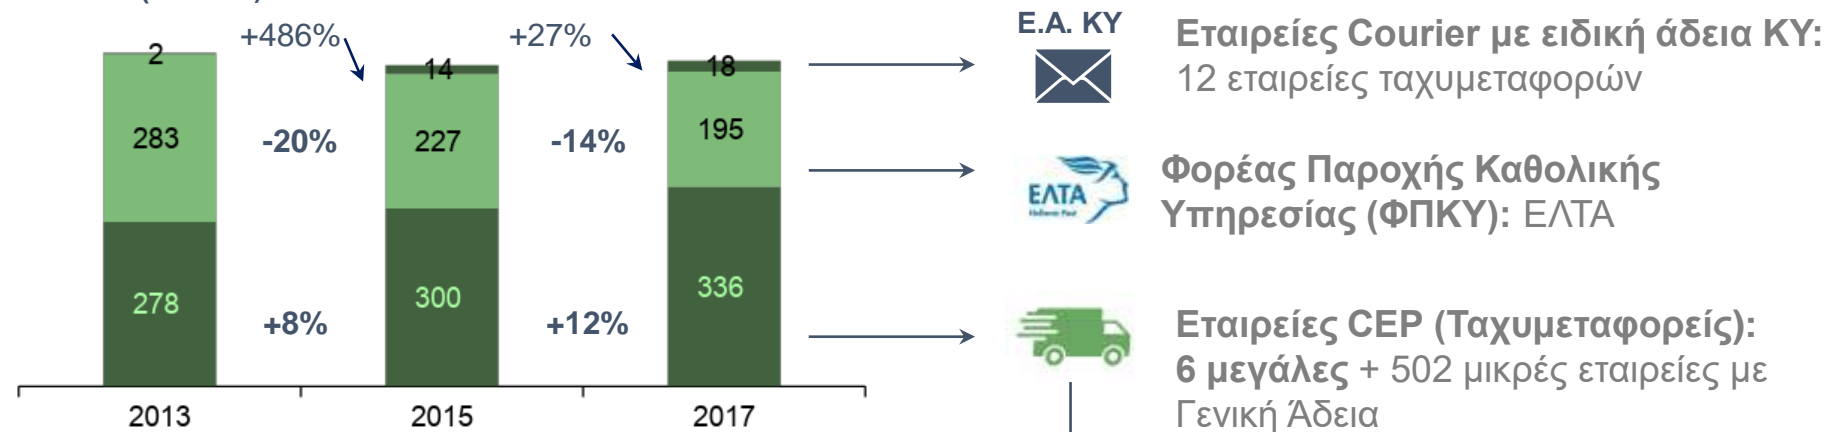 +486%
+27%
2
14
18
283
-20%
227
-14%
195
278
+8%
300
+12%
336
2013
2015
2017
Ε.Α. ΚΥ
Εταιρείες Courier με ειδική άδεια ΚΥ:
12 εταιρείες ταχυμεταφορών
ΕΛΤΑ
Hellenic Post
Φορέας Παροχής Καθολικής
Υπηρεσίας (ΦΠΚΥ): ΕΛΤΑ
Εταιρείες CEP (Ταχυμεταφορείς):
6 μεγάλες + 502 μικρές εταιρείες με
Γενική Άδεια